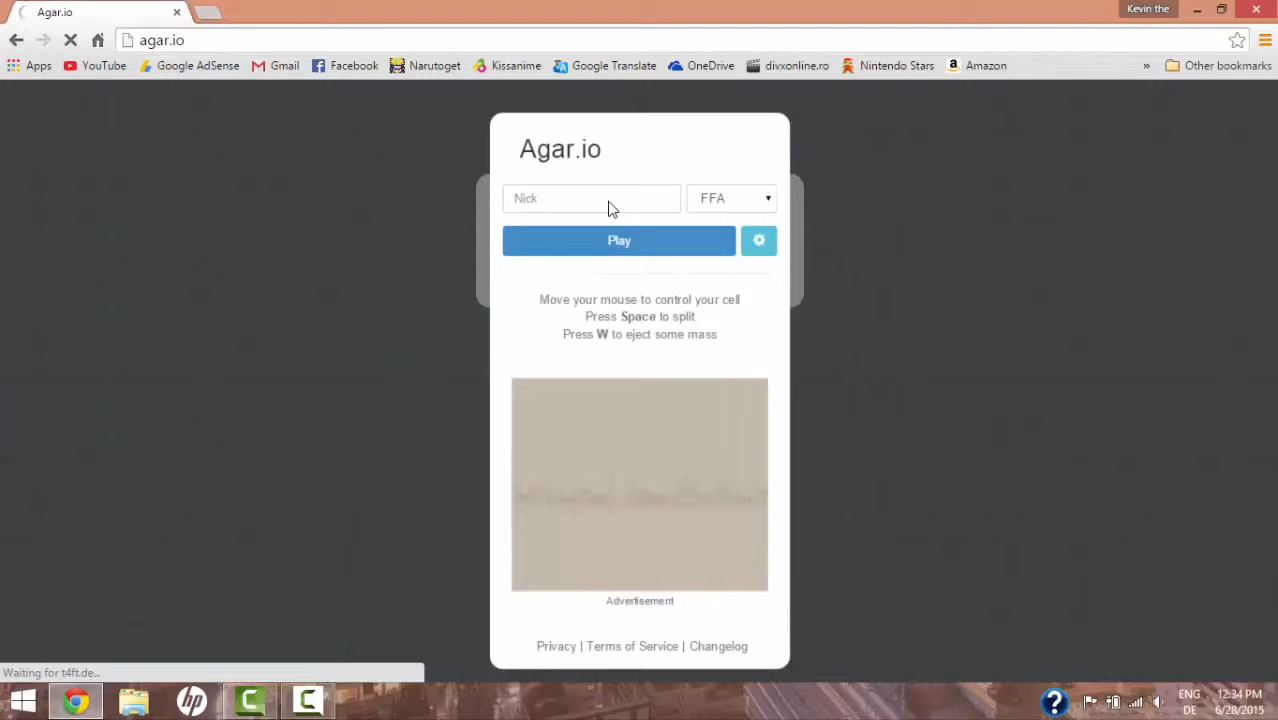 Agar.io
Kevin the
agar.io
Apps YouTube Google AdSense Gmail Facebook Narutoget Kissanime Google Translate OneDrive divxonline.ro Nintendo Stars Amazon » Other bookmarks
Agar.io
Nick FFA
Play
Move your mouse to control your cell
Press Space to split
Press W to eject some mass
Advertisement
Privacy | Terms of Service | Changelog
Waiting for t4ft.de...
ENG 12:34 PM
DE 6/28/2015